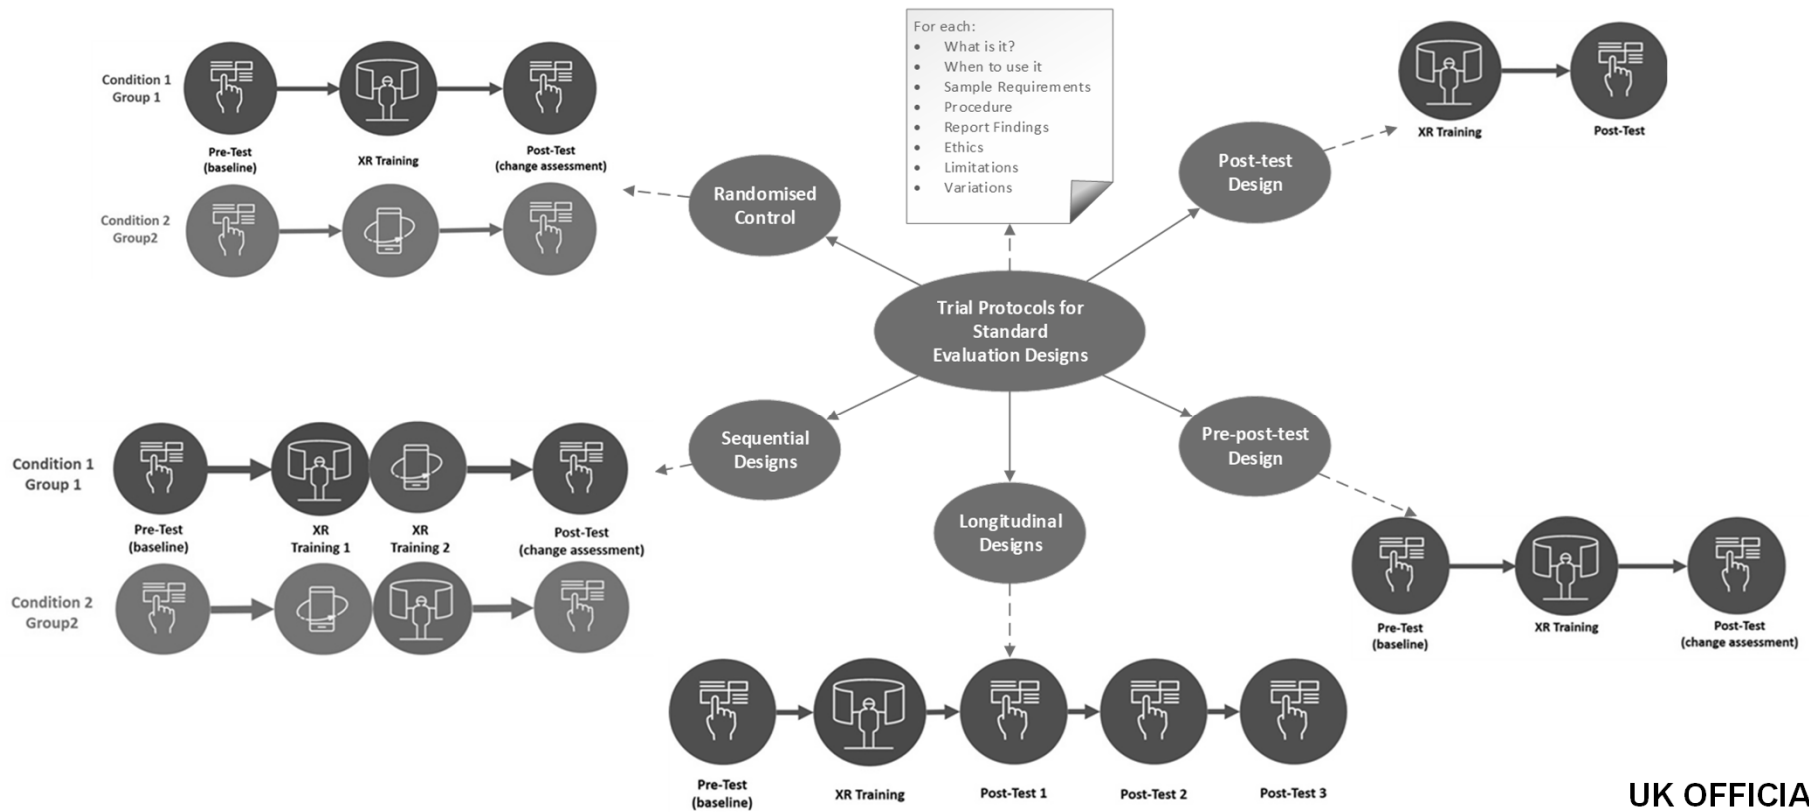 For each:
• What is it?
• When to use it
• Sample Requirements
• Procedure
• Report Findings
• Ethics
• Limitations
• Variations
Condition 1
Group 1
Pre-Test
(baseline)
XR Training
Post-Test
(change assessment)
Condition 2
Group2
Randomised
Control
Post-test
Design
XR Training
Post-Test
Trial Protocols for
Standard
Evaluation Designs
Sequential
Designs
Condition 1
Group 1
Pre-Test
(baseline)
XR
Training 1
XR
Training 2
Post-Test
(change assessment)
Condition 2
Group2
Longitudinal
Designs
Pre-Test
(baseline)
XR Training
Post-Test 1
Post-Test 2
Post-Test 3
Pre-post-test
Design
Pre-Test
(baseline)
XR Training
Post-Test
(change assessment)
UK OFFICIA